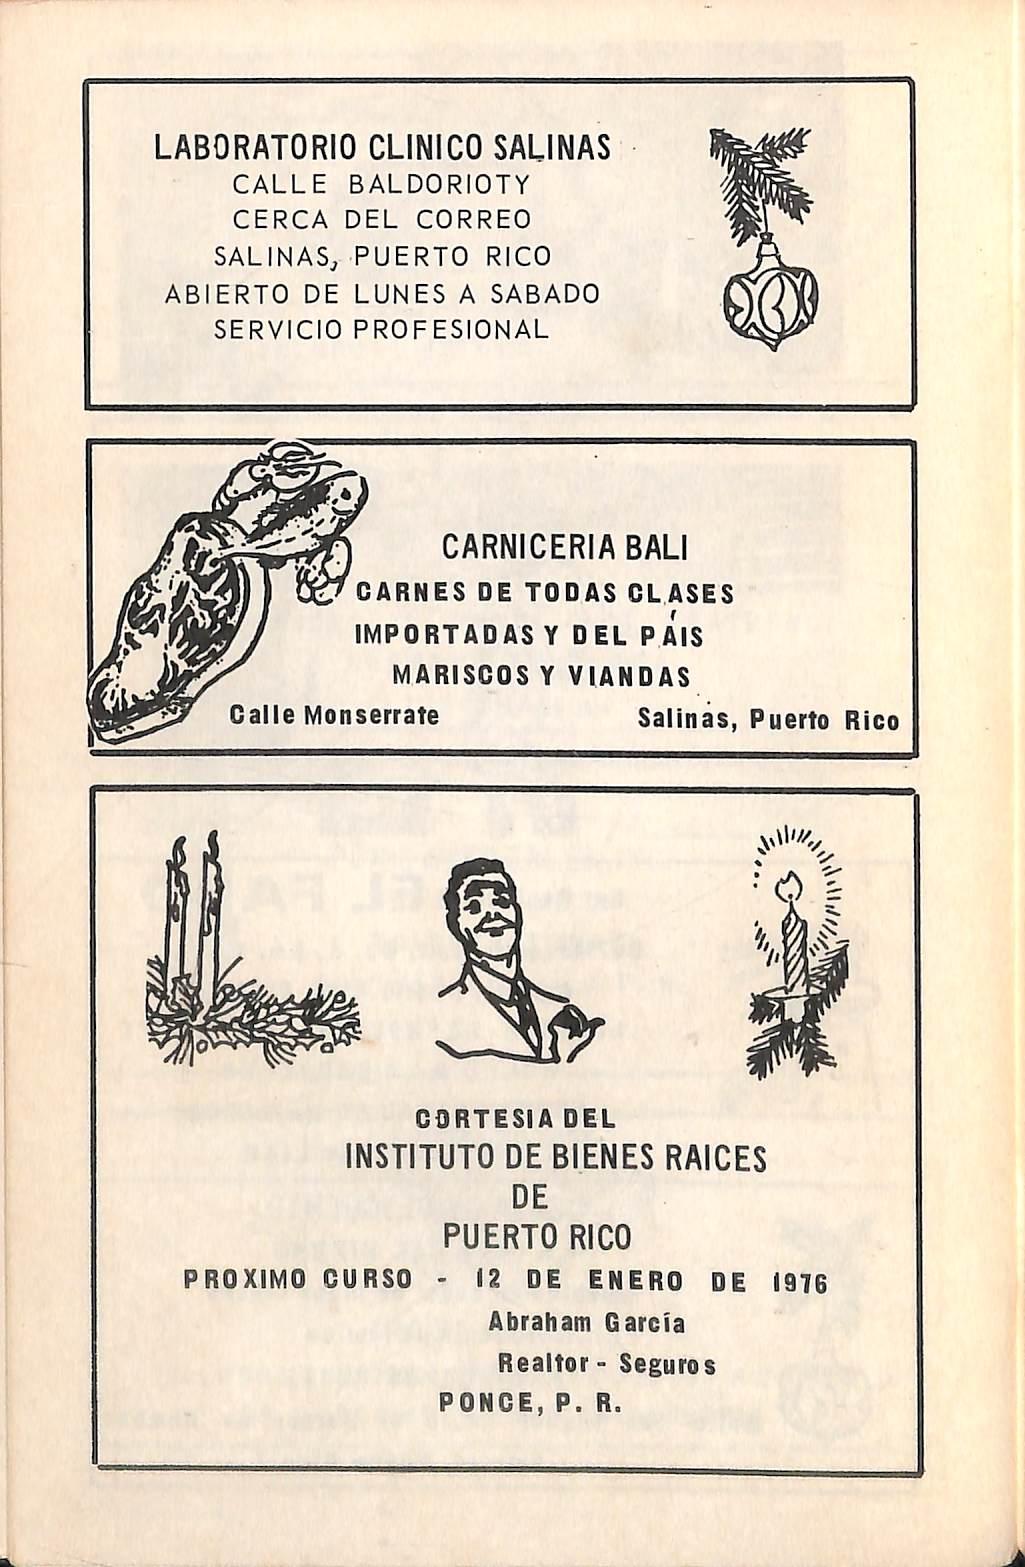 LABORATORIO CLINICO SALINAS
CALLE BALDORIOTY
CERCA DEL CORREO
SALINAS, PUERTO RICO
ABIERTO DE LUNES A SABADO
SERVICIO PROFESIONAL
CARNICERIA BALI
CARNES DE TODAS CLASES
IMPORTADAS Y DEL PAÍS
MARISCOS Y VIANDAS
Calle Monserrate Salinas, Puerto Rico
CORTESIA DEL
INSTITUTO DE BIENES RAICES
DE
PUERTO RICO
PROXIMO CURSO - 12 DE ENERO DE 1976
Abraham García
Realtor - Seguros
PONCE, P. R.